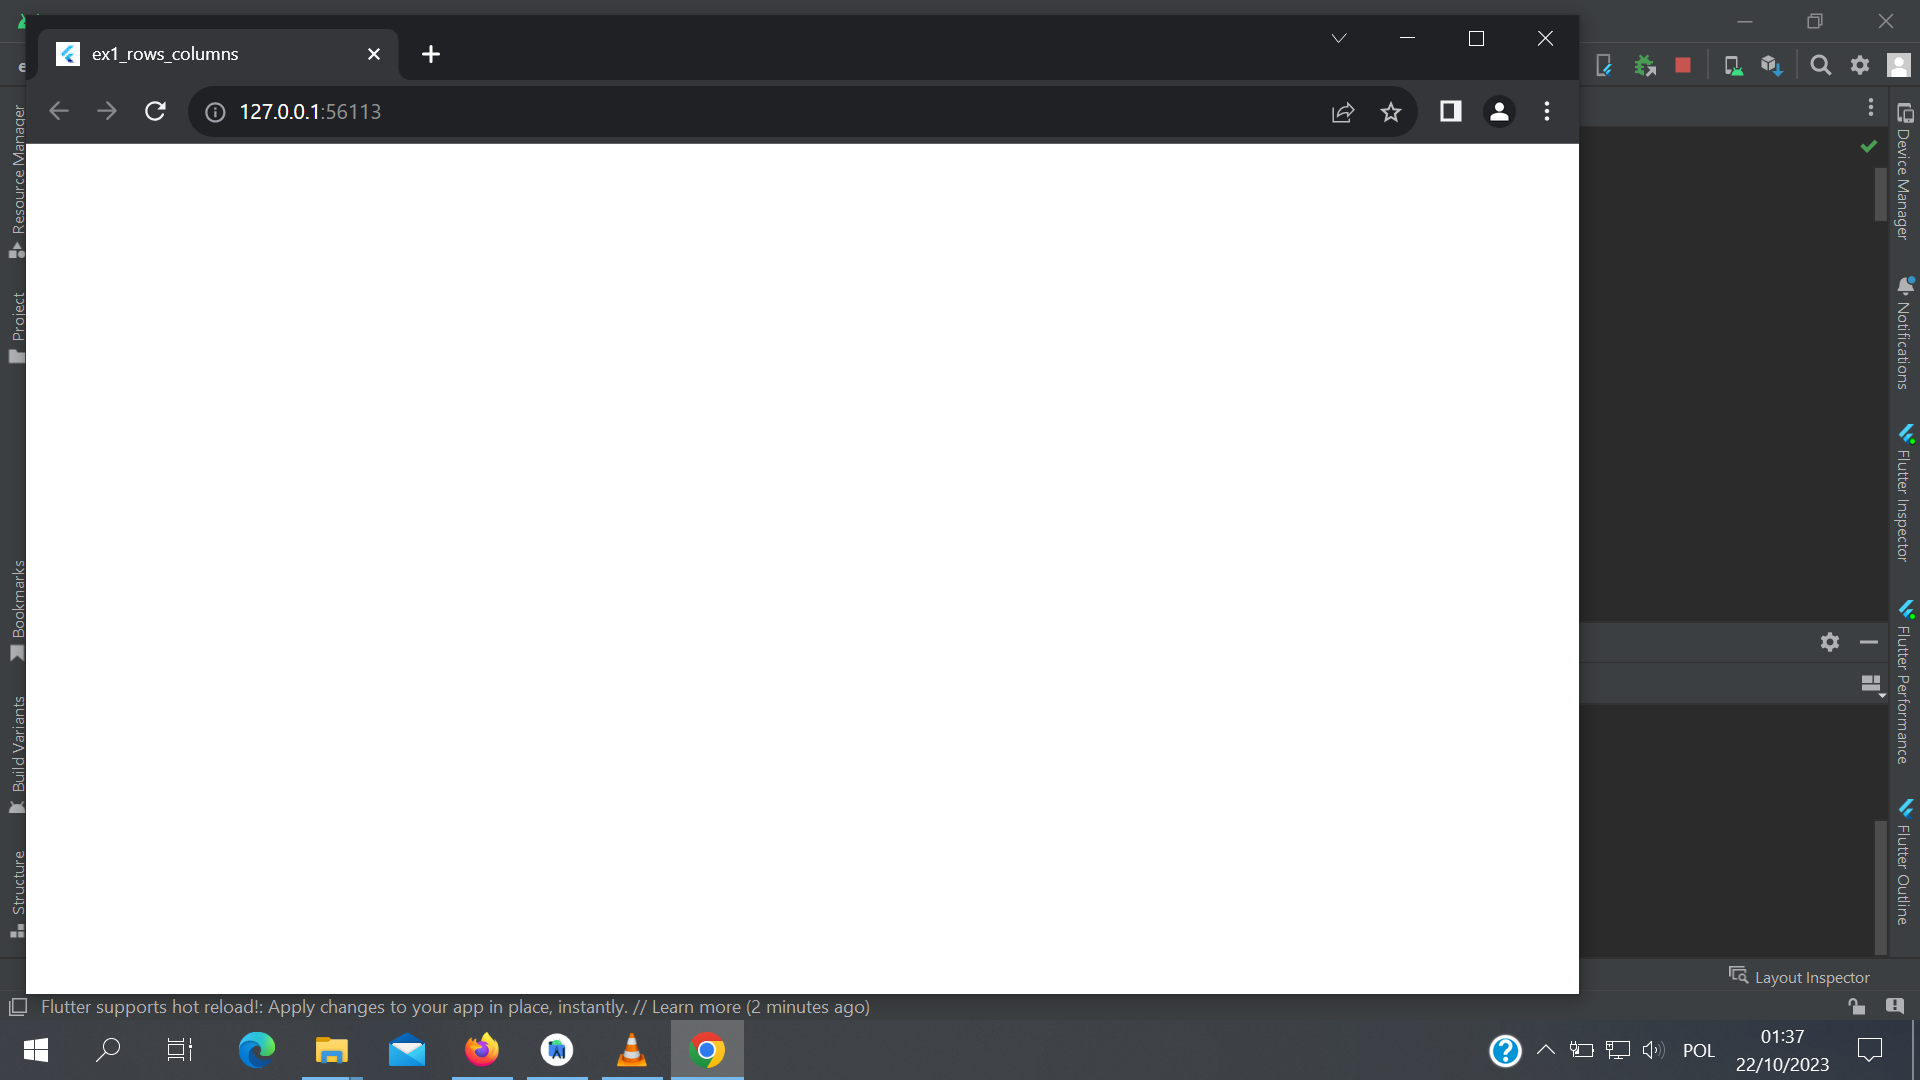 ex1_rows_columns
127.0.0.1:56113
Resource Manager
Project
Bookmarks
Build Variants
Structure
Device Manager
Notifications
Flutter Inspector
Flutter Performance
Flutter Outline
Layout Inspector
Flutter supports hot reload!: Apply changes to your app in place, instantly. // Learn more (2 minutes ago)
POL
01:37
22/10/2023